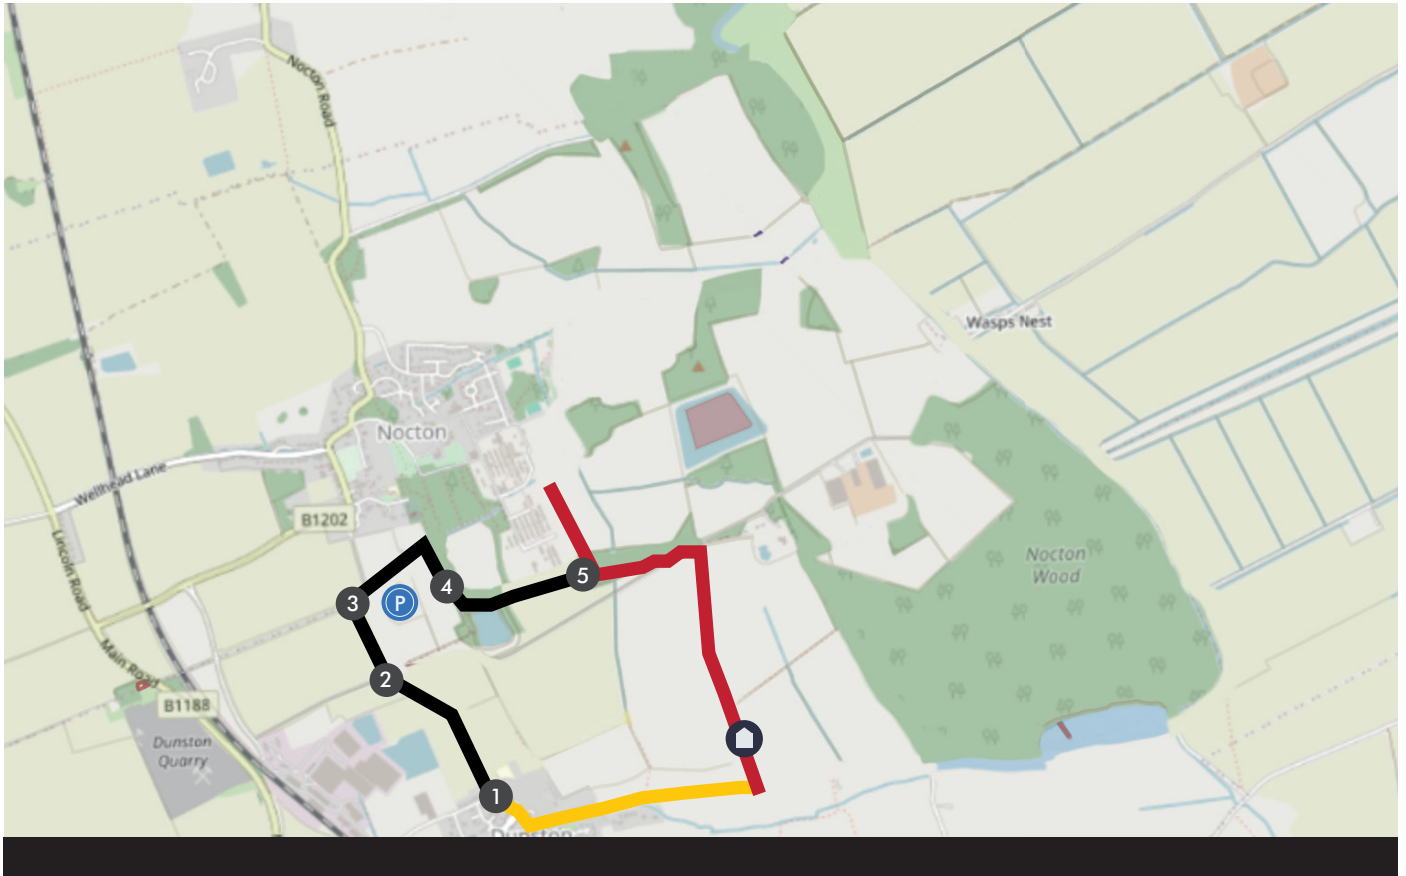 Nocton Road
Wasps Nest
Nocton
Wellhead Lane
B1202
Lincoln Road
Nocton
Wood
5
4
3
P
2
Main Road
B1188
Dunston
Quarry
1
Dunston